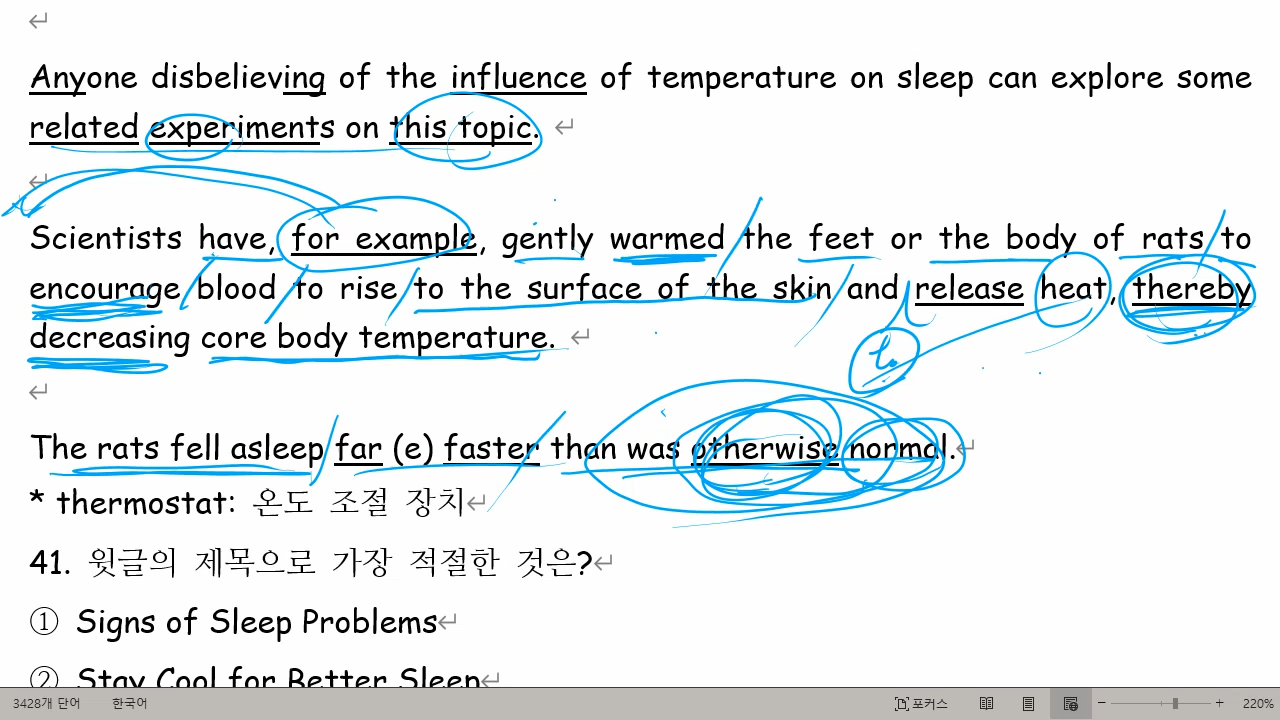 Anyone disbelieving of the influence of temperature on sleep can explore some
related experiments on this topic.
Scientists have, for example, gently warmed the feet or the body of rats to
encourage blood to rise to the surface of the skin and release heat, thereby
decreasing core body temperature.
The rats fell asleep far (e) faster than was otherwise normal.
* thermostat: 온도 조절 장치
41. 윗글의 제목으로 가장 적절한 것은?
① Signs of Sleep Problems
② Stay Cool for Better Sleep
3428개 단어 한국어 포커스 220%